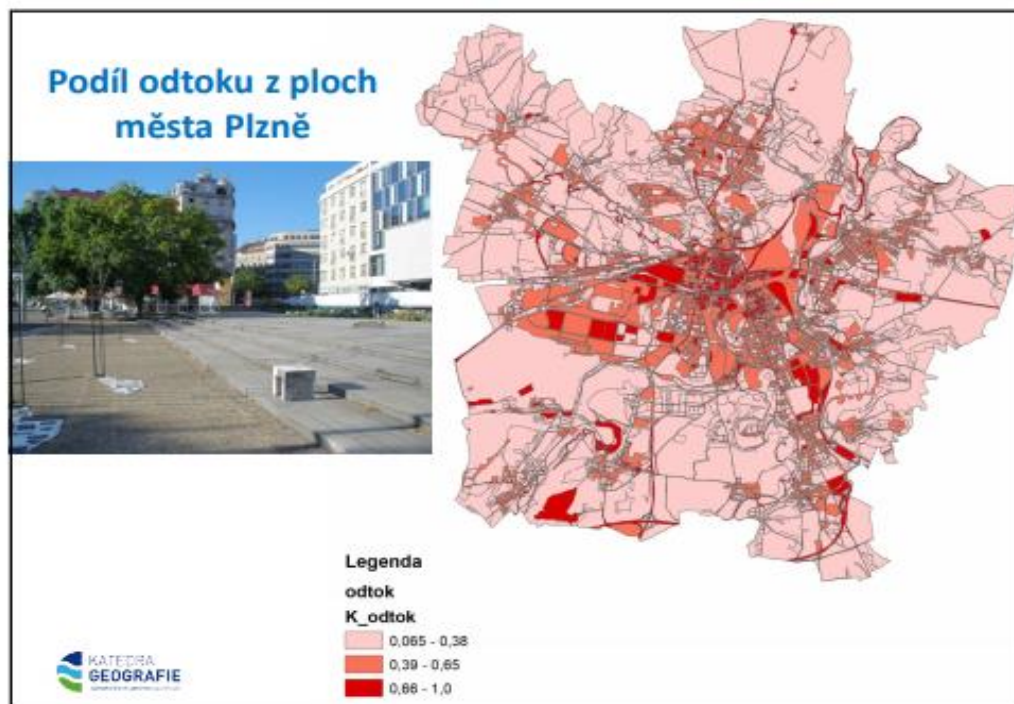 Podíl odtoku z ploch
města Plzně
Legenda
odtok
K_odtok
0,065 - 0,38
0,39 - 0,65
0,66 - 1,0
KATEDRA
GEOGRAFIE